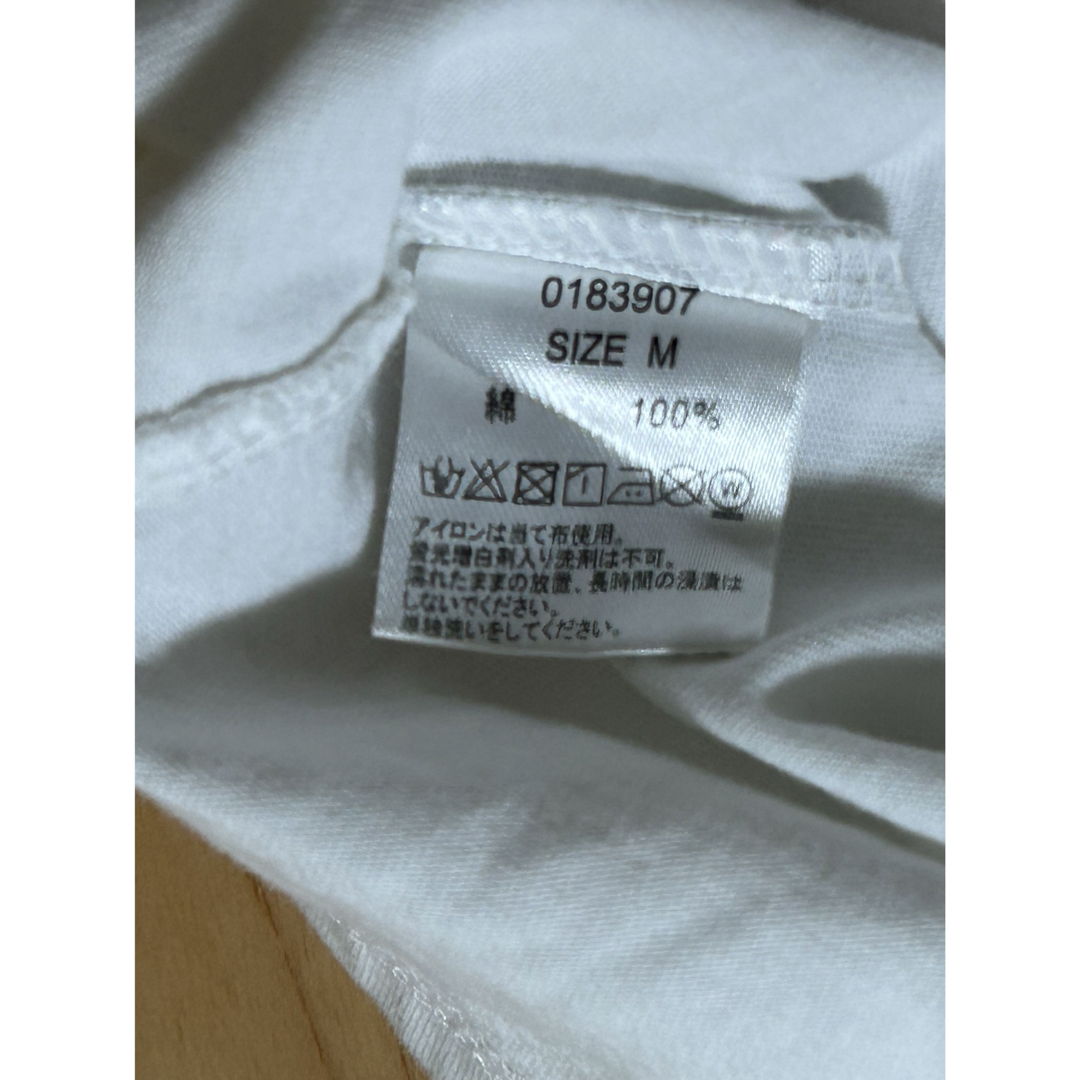 0183907
SIZE M
綿 100%
W
アイロンは当て布使用。
蛍光増白剤入り洗剤は不可。
濡れたままの放置、長時間の浸漬は
しないでください。
単独洗いをしてください。